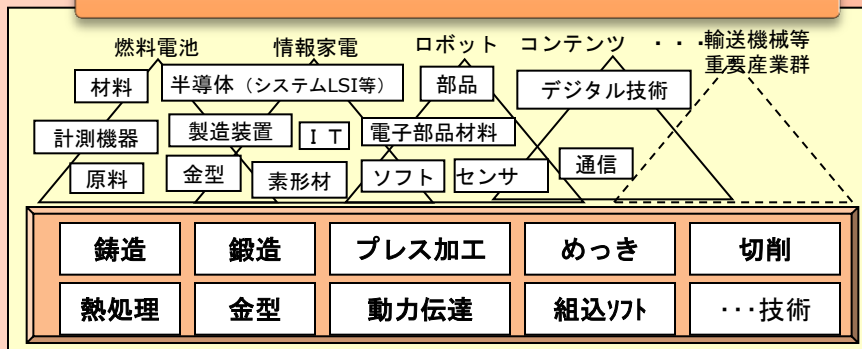 燃料電池
情報家電
ロボット
コンテンツ
・・・
輸送機械等
重要産業群
材料
半導体（システムLSI等）
部品
デジタル技術
計測機器
製造装置
ＩＴ
電子部品材料
原料
金型
素形材
ソフト
センサ
通信
鋳造
鍛造
プレス加工
めっき
切削
熱処理
金型
動力伝達
組込ソフト
･･･技術